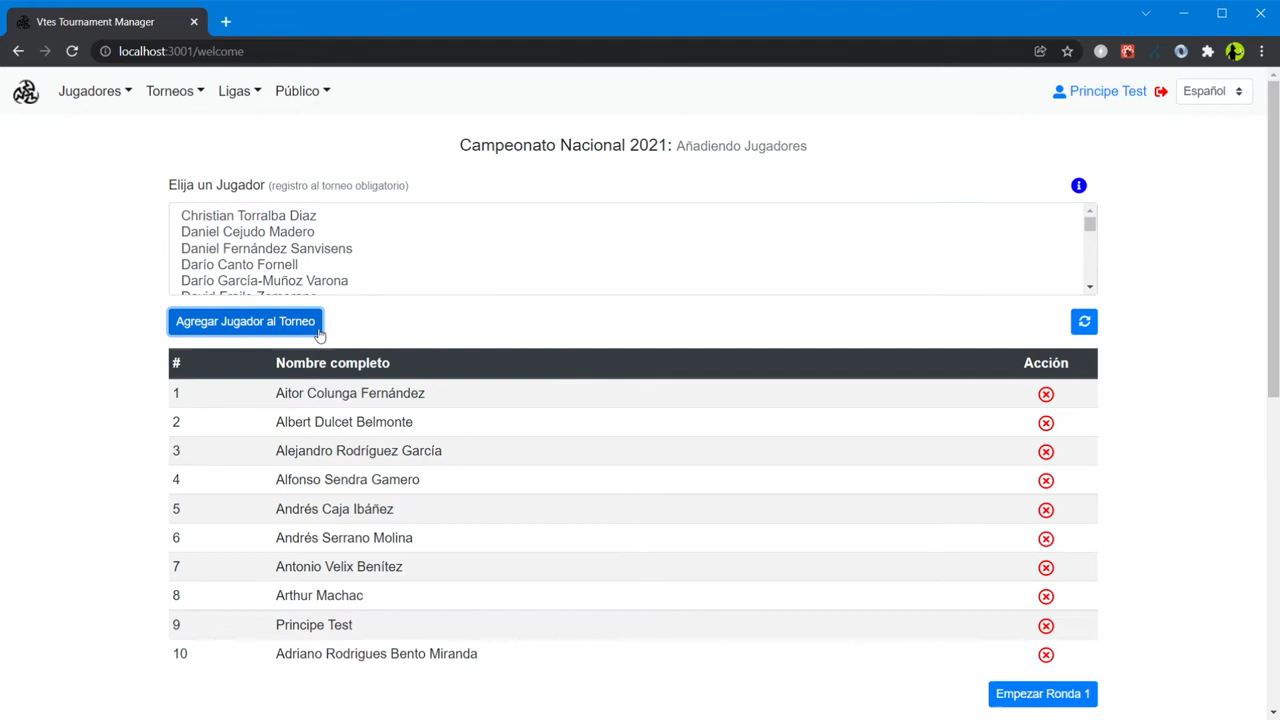 Vtes Tournament Manager
localhost:3001/welcome
Jugadores Torneos Ligas Público Principe Test Español
Campeonato Nacional 2021: Añadiendo Jugadores
Elija un Jugador (registro al torneo obligatorio)
Christian Torralba Diaz
Daniel Cejudo Madero
Daniel Fernández Sanvisens
Darío Canto Fornell
Darío García-Muñoz Varona
Agregar Jugador al Torneo
# Nombre completo Acción
1 Aitor Colunga Fernández
2 Albert Dulcet Belmonte
3 Alejandro Rodríguez García
4 Alfonso Sendra Gamero
5 Andrés Caja Ibáñez
6 Andrés Serrano Molina
7 Antonio Velix Benítez
8 Arthur Machac
9 Principe Test
10 Adriano Rodrigues Bento Miranda
Empezar Ronda 1